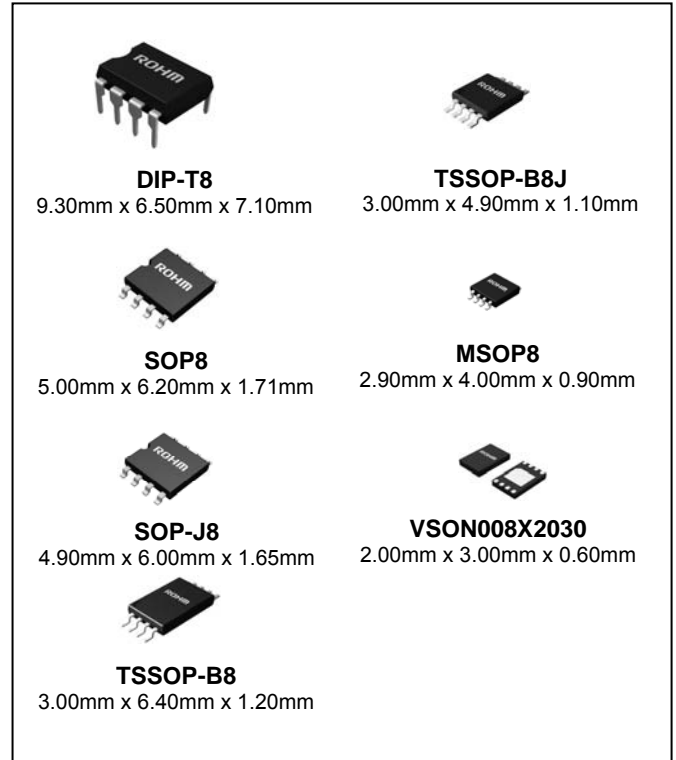 ROHM
DIP-T8
9.30mm x 6.50mm x 7.10mm
ROHM
SOP8
5.00mm x 6.20mm x 1.71mm
ROHM
SOP-J8
4.90mm x 6.00mm x 1.65mm
ROHM
TSSOP-B8
3.00mm x 6.40mm x 1.20mm
ROHM
TSSOP-B8J
3.00mm x 4.90mm x 1.10mm
ROHM
MSOP8
2.90mm x 4.00mm x 0.90mm
ROHM
VSON008X2030
2.00mm x 3.00mm x 0.60mm